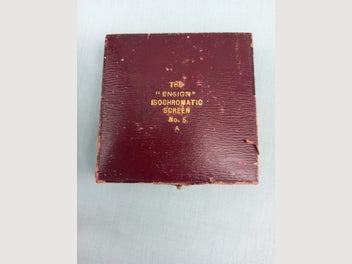 THE
"ENSIGN"
ISOCHROMATIC
SCREEN
No. 5
A